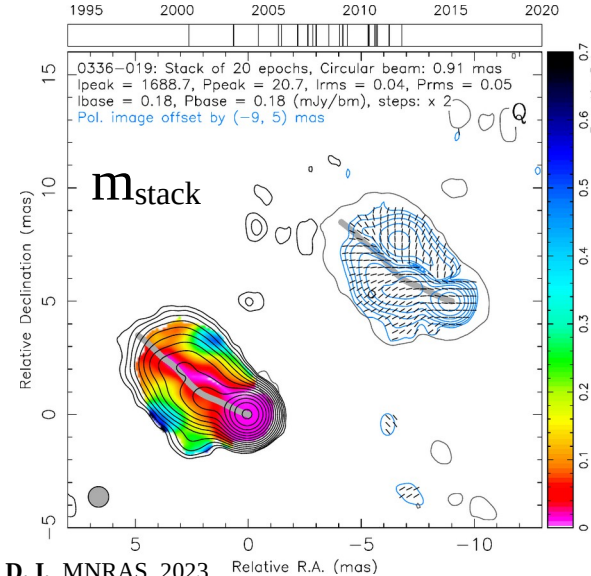 1995 2000 2005 2010 2015 2020
0336-019: Stack of 20 epochs, Circular beam: 0.91 mas
Ipeak = 1688.7, Ppeak = 20.7, Irms = 0.04, Prms = 0.05
Ibase = 0.18, Pbase = 0.18 (mJy/bm), steps: x 2
Pol. image offset by (-9, 5) mas
Q
m_stack
Relative Declination (mas)
15
10
5
0
-5
5 0 -5 -10
Relative R.A. (mas)
0.7
0.5
0.4
0.3
0.2
0.1
0
MNRAS, 2023